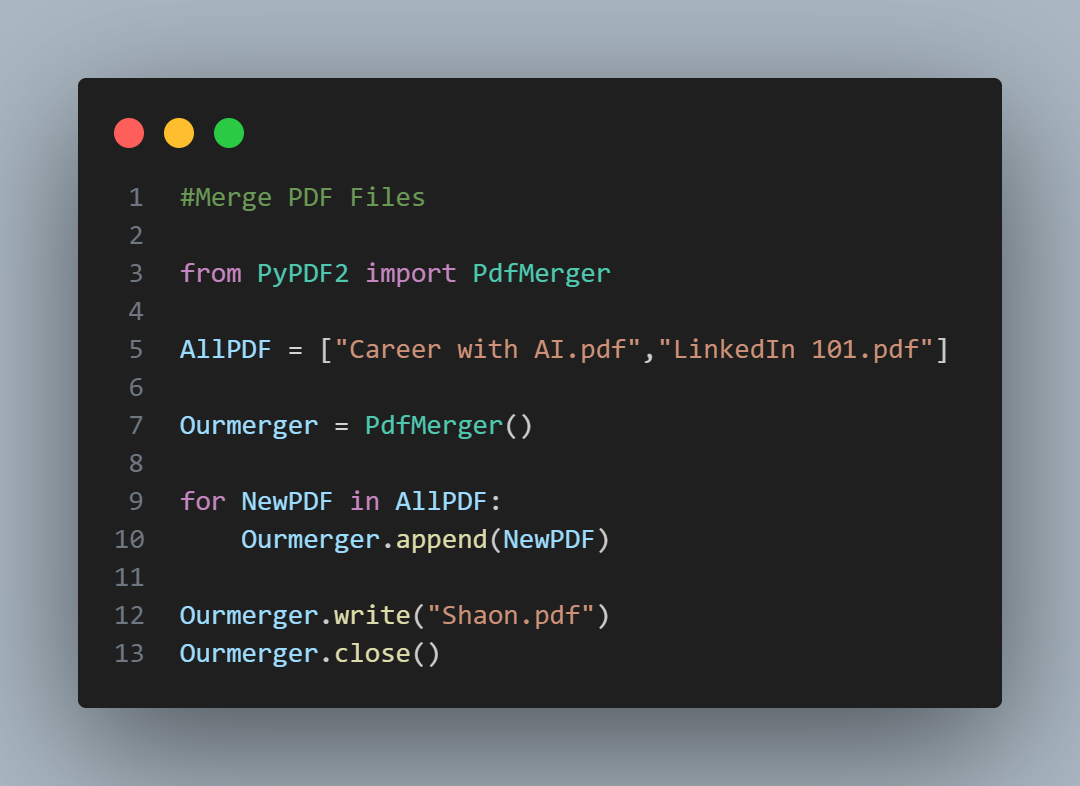 1 #Merge PDF Files
2
3 from PyPDF2 import PdfMerger
4
5 AllPDF = ["Career with AI.pdf","LinkedIn 101.pdf"]
6
7 Ourmerger = PdfMerger()
8
9 for NewPDF in AllPDF:
10     Ourmerger.append(NewPDF)
11
12 Ourmerger.write("Shaon.pdf")
13 Ourmerger.close()